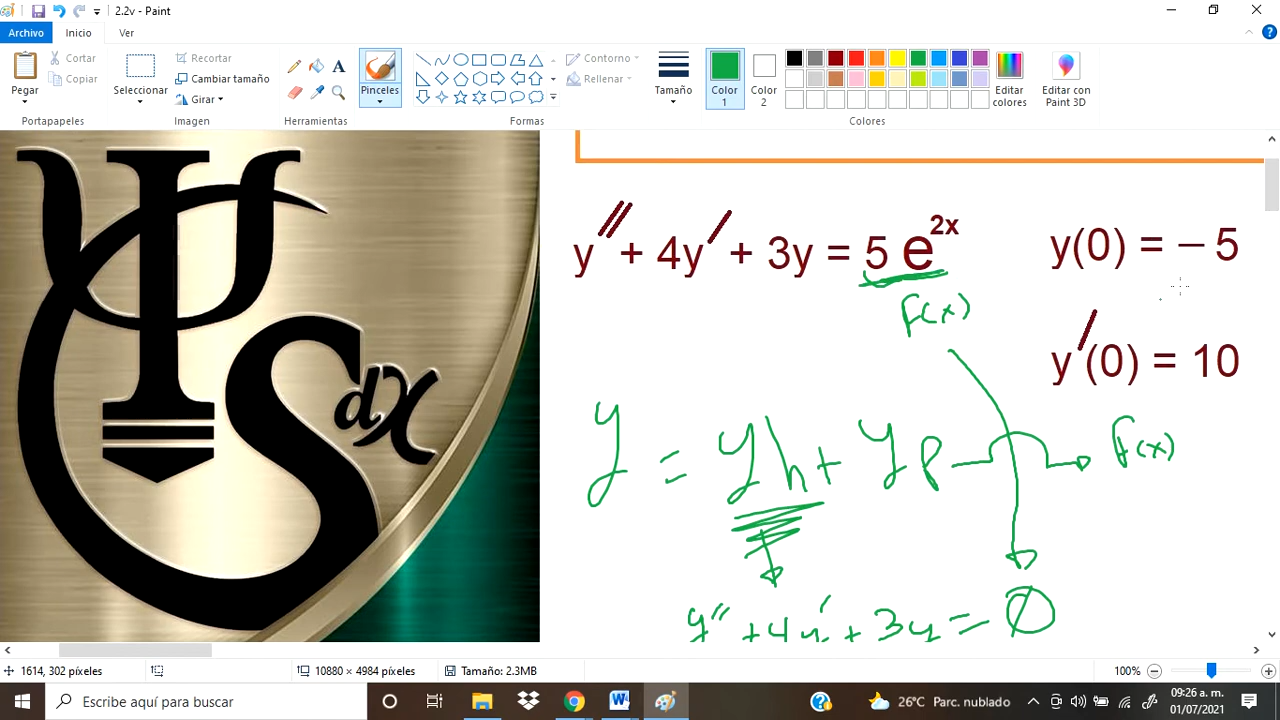 2.2v - Paint
Archivo Inicio Ver
Pegar
Cortar
Copiar
Portapapeles
Seleccionar
Recortar
Cambiar tamaño
Girar
Imagen
A
Herramientas
Pinceles
Contorno
Rellenar
Formas
Tamaño
Color 1
Color 2
Editar colores
Editar con Paint 3D
Colores
dX
y'' + 4y' + 3y = 5 e^2x
y(0) = – 5
f(x)
y'(0) = 10
y = yh + yp
f(x)
y'' + 4y' + 3y = 0
1614, 302 píxeles
10880 × 4984 píxeles
Tamaño: 2.3MB
100%
Escribe aquí para buscar
26°C Parc. nublado
09:26 a. m.
01/07/2021